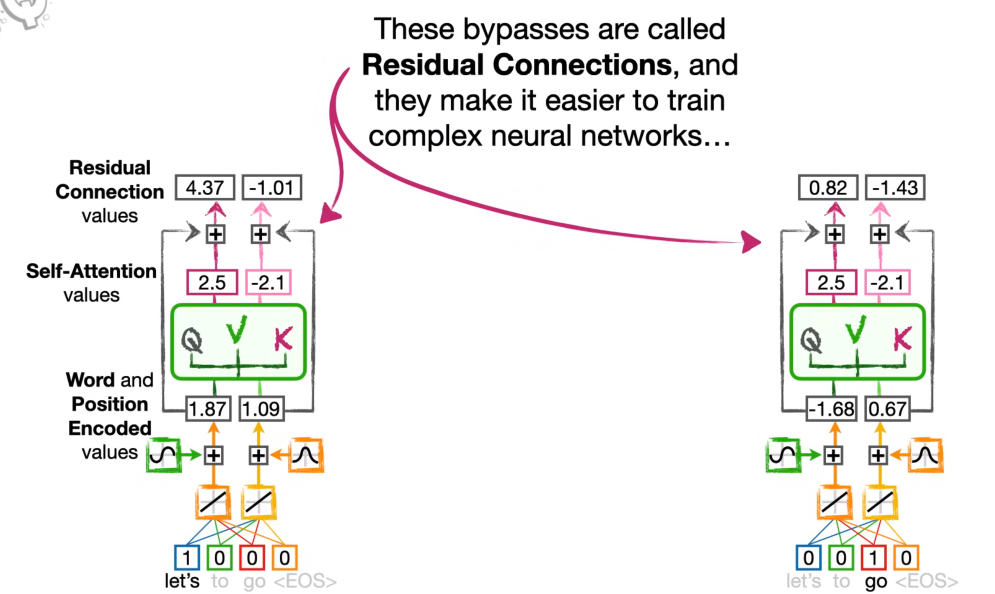 These bypasses are called
Residual Connections, and
they make it easier to train
complex neural networks…
Residual
Connection
values
4.37 -1.01
0.82 -1.43
+ +
+ +
Self-Attention
values
2.5 -2.1
2.5 -2.1
Q V K
Q V K
Word and
Position
Encoded
values
1.87 1.09
-1.68 0.67
+ +
+ +
1 0 0 0
let's to go <EOS>
0 0 1 0
let's to go <EOS>